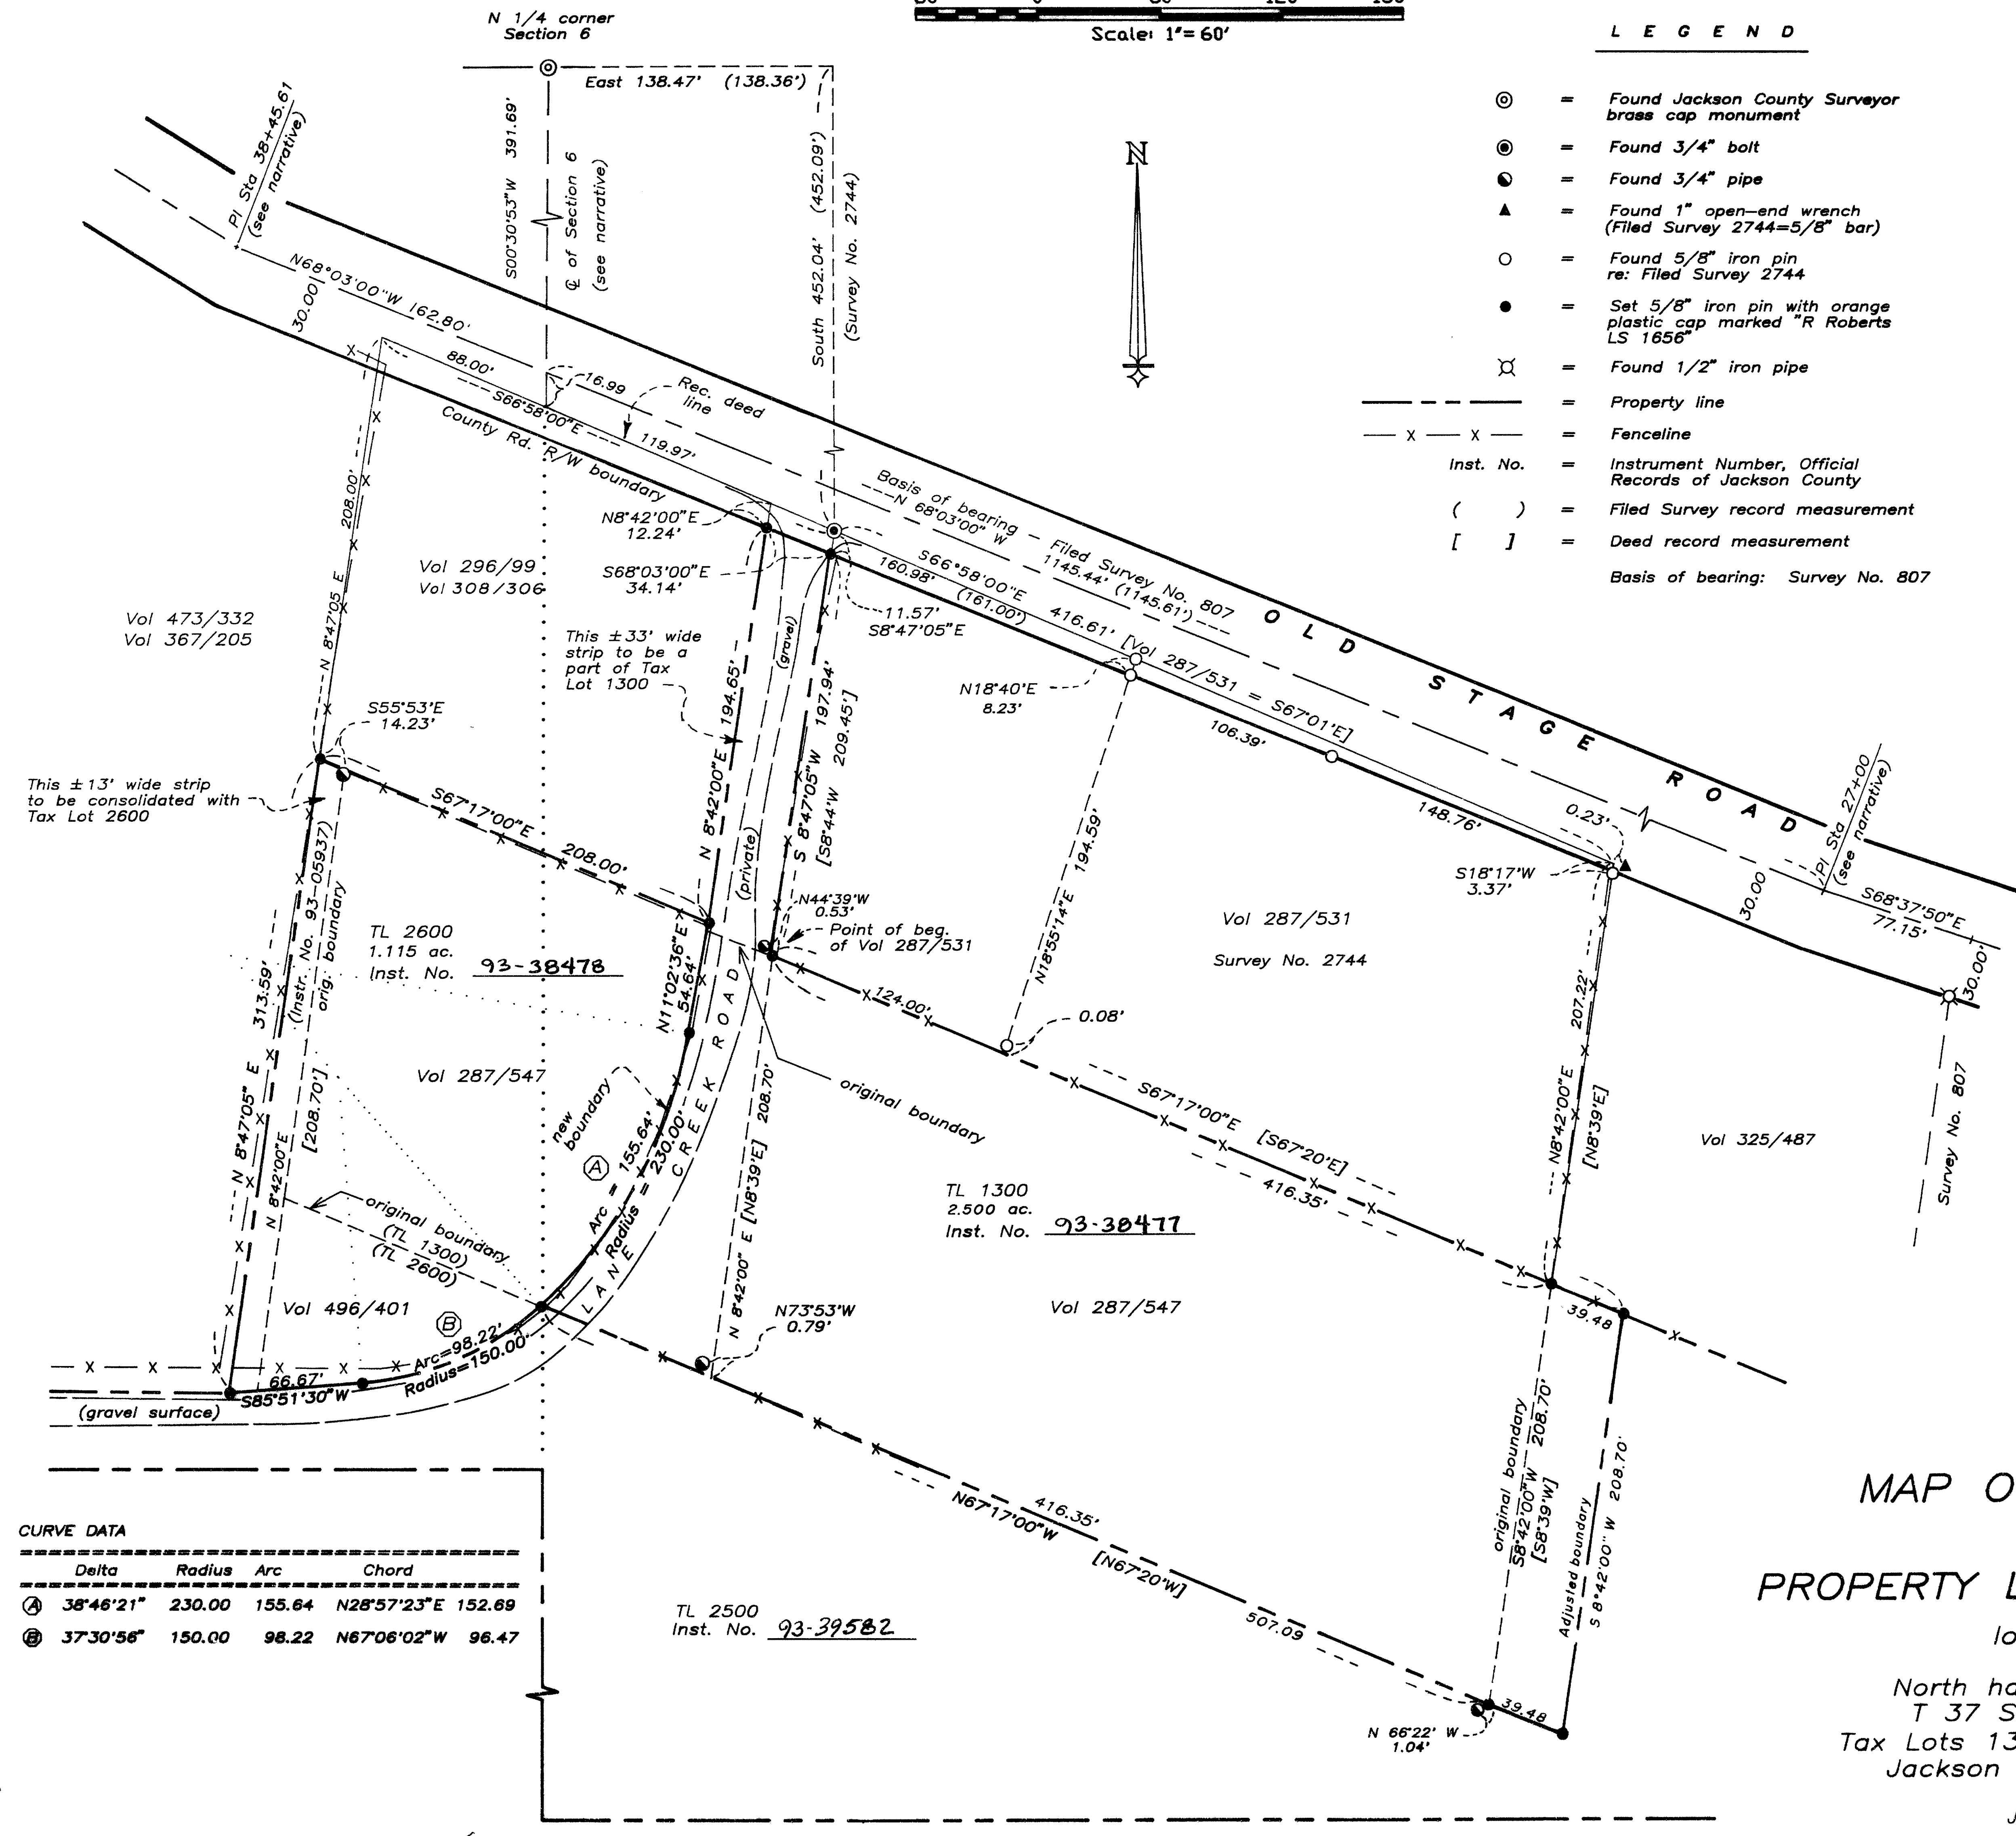 N 1/4 corner
Section 6
Scale: 1"= 60'
East 138.47' (138.36')
S00°30'53"W 391.69'
℄ of Section 6
(see narrative)
South 452.04' (452.09')
(Survey No. 2744)
PI Sta 38+45.61
(see narrative)
N68°03'00"W 162.80'
30.00'
88.00'
S66°58'00"E
16.99
Rec. deed
line
119.97'
County Rd. R/W boundary
N
L E G E N D
◎ = Found Jackson County Surveyor
brass cap monument
= Found 3/4" bolt
= Found 3/4" pipe
▲ = Found 1" open-end wrench
(Filed Survey 2744=5/8" bar)
○ = Found 5/8" iron pin
re: Filed Survey 2744
● = Set 5/8" iron pin with orange
plastic cap marked "R Roberts
LS 1656"
= Found 1/2" iron pipe
= Property line
— x — x — = Fenceline
Inst. No. = Instrument Number, Official
Records of Jackson County
( ) = Filed Survey record measurement
[ ] = Deed record measurement
Basis of bearing: Survey No. 807
Basis of bearing - Filed Survey No. 807
N 68°03'00" W
1145.44' (1145.61')
O L D S T A G E R O A D
S66°58'00"E 416.61' [Vol 287/531 = S67°01'E]
160.98'
(161.00')
N8°42'00"E
12.24'
S68°03'00"E
34.14'
11.57'
S8°47'05"E
208.00'
N 8°47'05 E
Vol 296/99
Vol 308/306
Vol 473/332
Vol 367/205
This ±33' wide
strip to be a
part of Tax
Lot 1300
(gravel)
N 8°42'00"E 194.65'
S 8°47'05"W 197.94'
[S8°44'W 209.45']
(private)
N18°40'E
8.23'
106.39'
148.76'
0.23'
S18°17'W
3.37'
PI Sta 27+00
(see narrative)
30.00
S68°37'50"E
77.15'
30.00'
S55°53'E
14.23'
This ±13' wide strip
to be consolidated with
Tax Lot 2600
S67°17'00"E
208.00'
N18°55'14"E 194.59'
N44°39'W
0.53'
Point of beg.
of Vol 287/531
Vol 287/531
Survey No. 2744
TL 2600
1.115 ac.
Inst. No. 93-38478
N11°02'36"E
54.64'
(Instr. No. 93-05937)
orig. boundary
313.59'
N 8°47'05" E
N 8°42'00"E
[208.70']
124.00'
0.08'
207.22'
N8°42'00"E
[N8°39'E]
Vol 287/547
new
boundary
Ⓐ
Arc = 155.64'
Radius = 230.00'
C R E E K R O A D
L A N E
original boundary
N 8°42'00" E [N8°39'E] 208.70'
S67°17'00"E [S67°20'E]
416.35'
Vol 325/487
Survey No. 807
TL 1300
2.500 ac.
Inst. No. 93-38477
original boundary
(TL 1300)
(TL 2600)
Vol 496/401
Ⓑ
Arc=98.22'
Radius=150.00'
N73°53'W
0.79'
Vol 287/547
39.48
66.67'
S85°51'30"W
(gravel surface)
416.35'
N67°17'00"W
[N67°20'W]
507.09
original boundary
S8°42'00"W 208.70'
[S8°39'W]
Adjusted boundary
S 8°42'00" W 208.70'
39.48
N 66°22' W
1.04'
CURVE DATA
Delta Radius Arc Chord
Ⓐ 38°46'21" 230.00 155.64 N28°57'23"E 152.69
Ⓑ 37°30'56" 150.00 98.22 N67°06'02"W 96.47
TL 2500
Inst. No. 93-39582
MAP O
PROPERTY L
lo
North ha
T 37 S
Tax Lots 13
Jackson
J